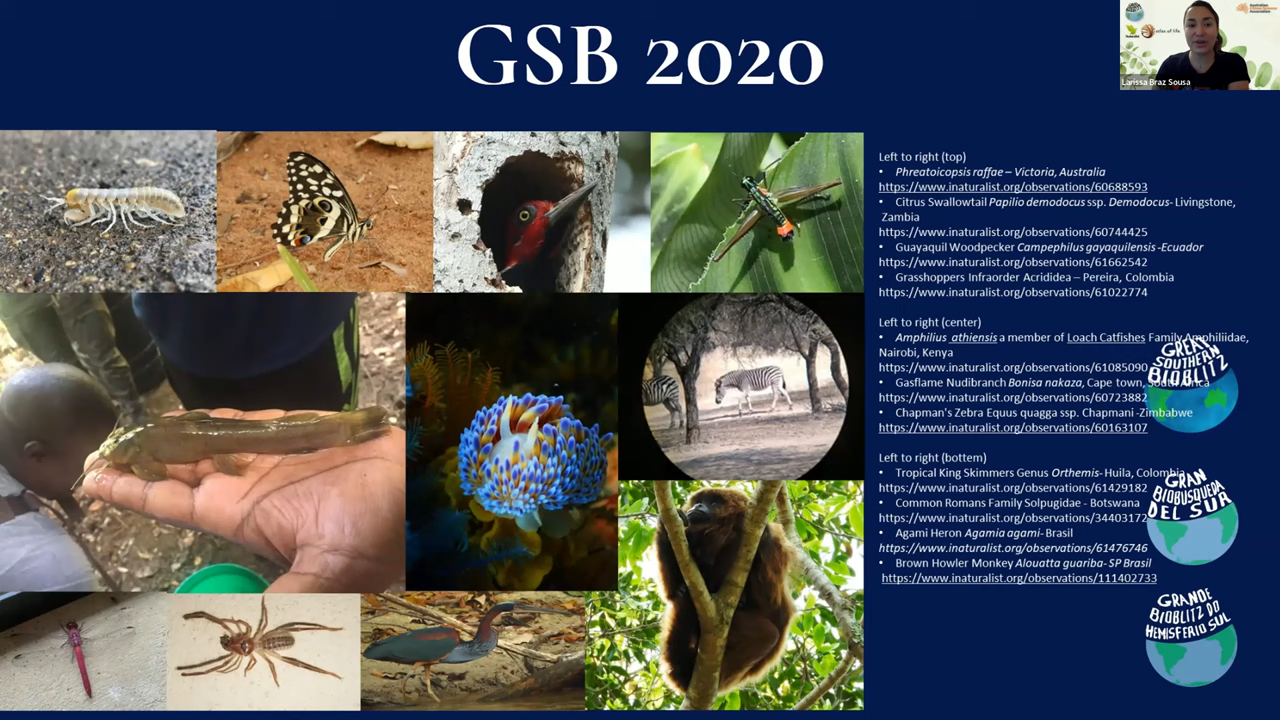 GSB 2020
Left to right (top)
• Phreatoicopsis raffae – Victoria, Australia
https://www.inaturalist.org/observations/60688593
• Citrus Swallowtail Papilio demodocus ssp. Demodocus- Livingstone,
Zambia
https://www.inaturalist.org/observations/60744425
• Guayaquil Woodpecker Campephilus gayaquilensis -Ecuador
https://www.inaturalist.org/observations/61662542
• Grasshoppers Infraorder Acrididea – Pereira, Colombia
https://www.inaturalist.org/observations/61022774
Left to right (center)
• Amphilius athiensis a member of Loach Catfishes Family Amphiliidae,
Nairobi, Kenya
https://www.inaturalist.org/observations/61085090
• Gasflame Nudibranch Bonisa nakaza, Cape town, South Africa
https://www.inaturalist.org/observations/60723882
• Chapman's Zebra Equus quagga ssp. Chapmani -Zimbabwe
https://www.inaturalist.org/observations/60163107
Left to right (bottem)
• Tropical King Skimmers Genus Orthemis- Huila, Colombia
https://www.inaturalist.org/observations/61429182
• Common Romans Family Solpugidae - Botswana
https://www.inaturalist.org/observations/34403172
• Agami Heron Agamia agami- Brasil
https://www.inaturalist.org/observations/61476746
• Brown Howler Monkey Alouatta guariba- SP Brasil
https://www.inaturalist.org/observations/111402733
GREAT
SOUTHERN
BIOBLITZ
GRAN
BIOBUSQUEDA
DEL SUR
GRANDE
BIOBLITZ DO
HEMISFÉRIO SUL
Larissa Braz Sousa